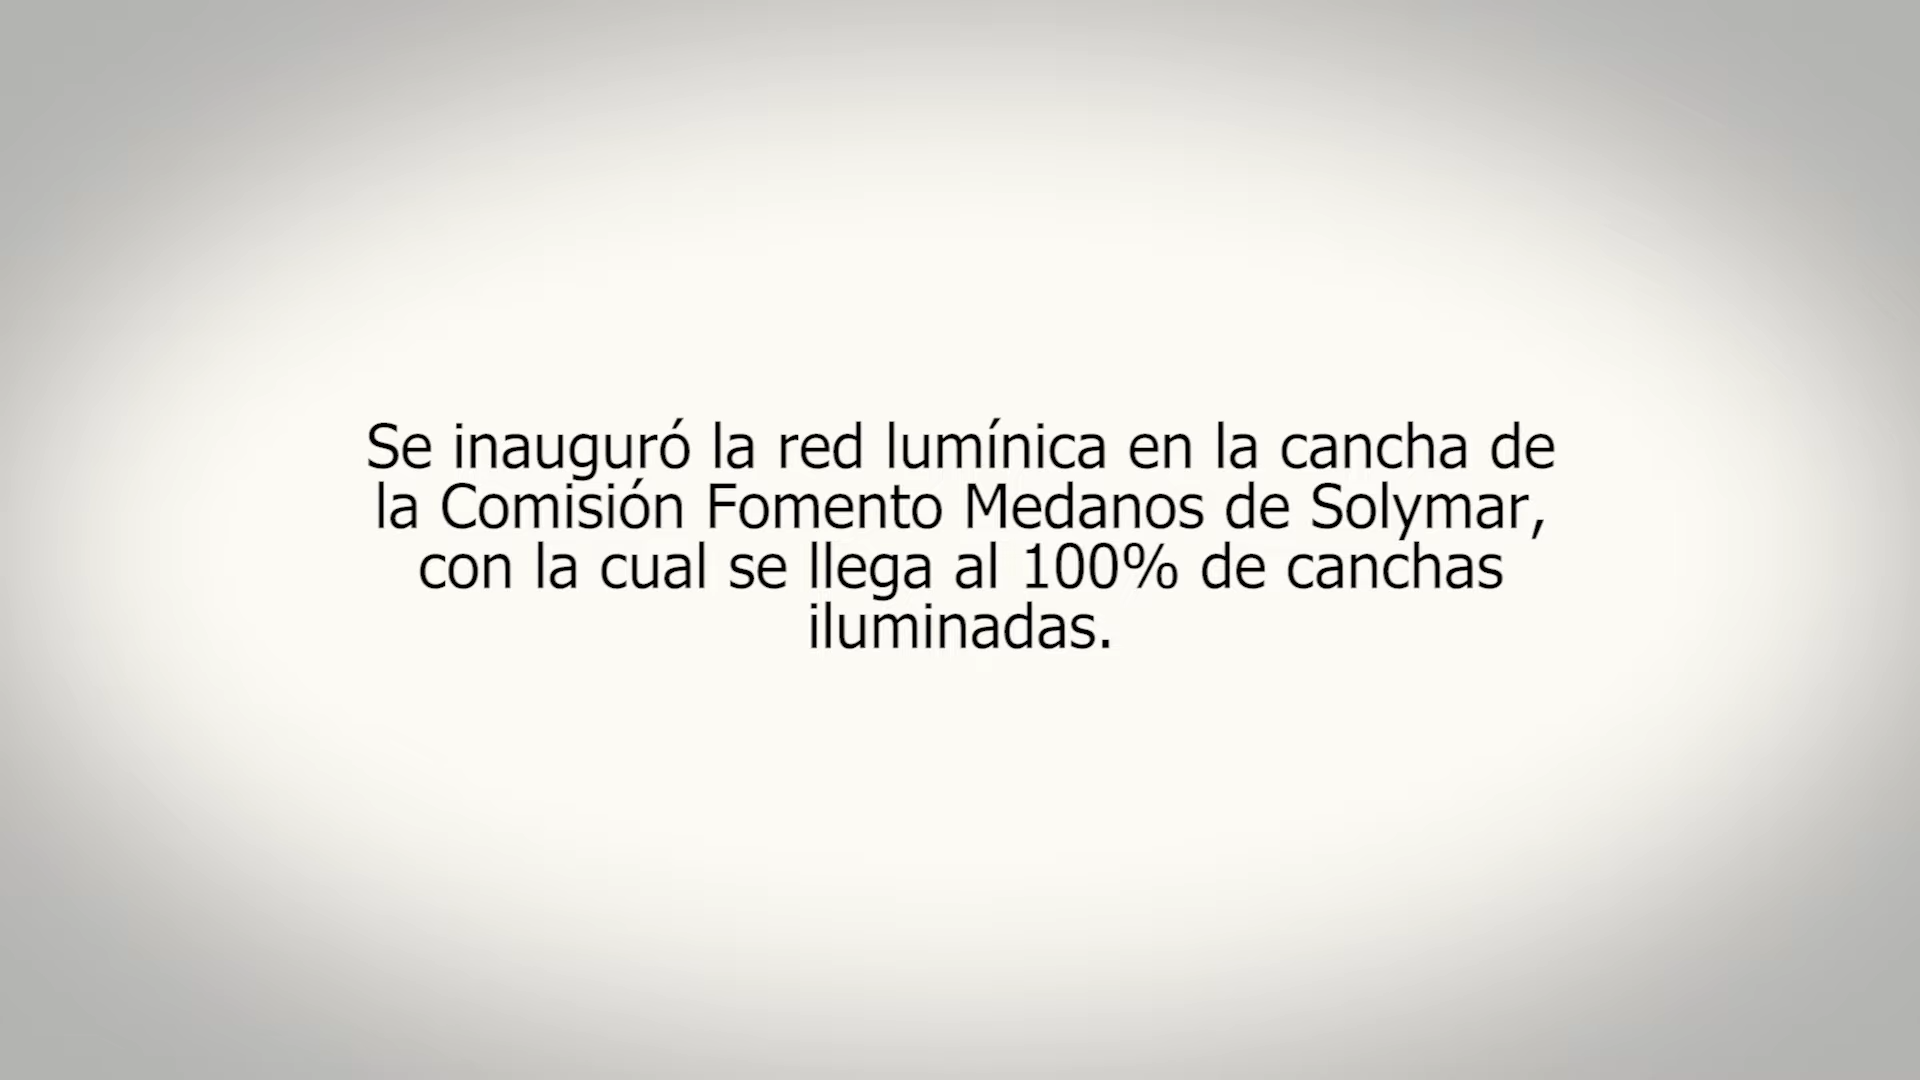 Se inauguró la red lumínica en la cancha de
la Comisión Fomento Medanos de Solymar,
con la cual se llega al 100% de canchas
iluminadas.